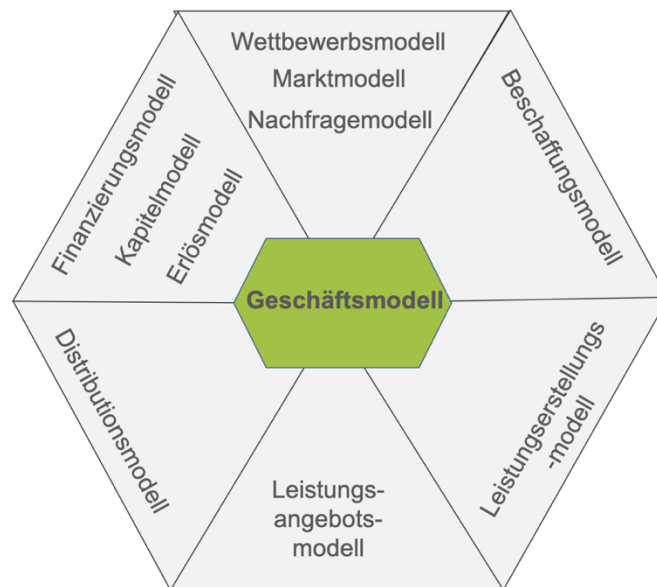 Wettbewerbsmodell
Marktmodell
Nachfragemodell
Beschaffungsmodell
Finanzierungsmodell
Kapitelmodell
Erlösmodell
Geschäftsmodell
Distributionsmodell
Leistungs-
angebots-
modell
Leistungserstellungs
-modell